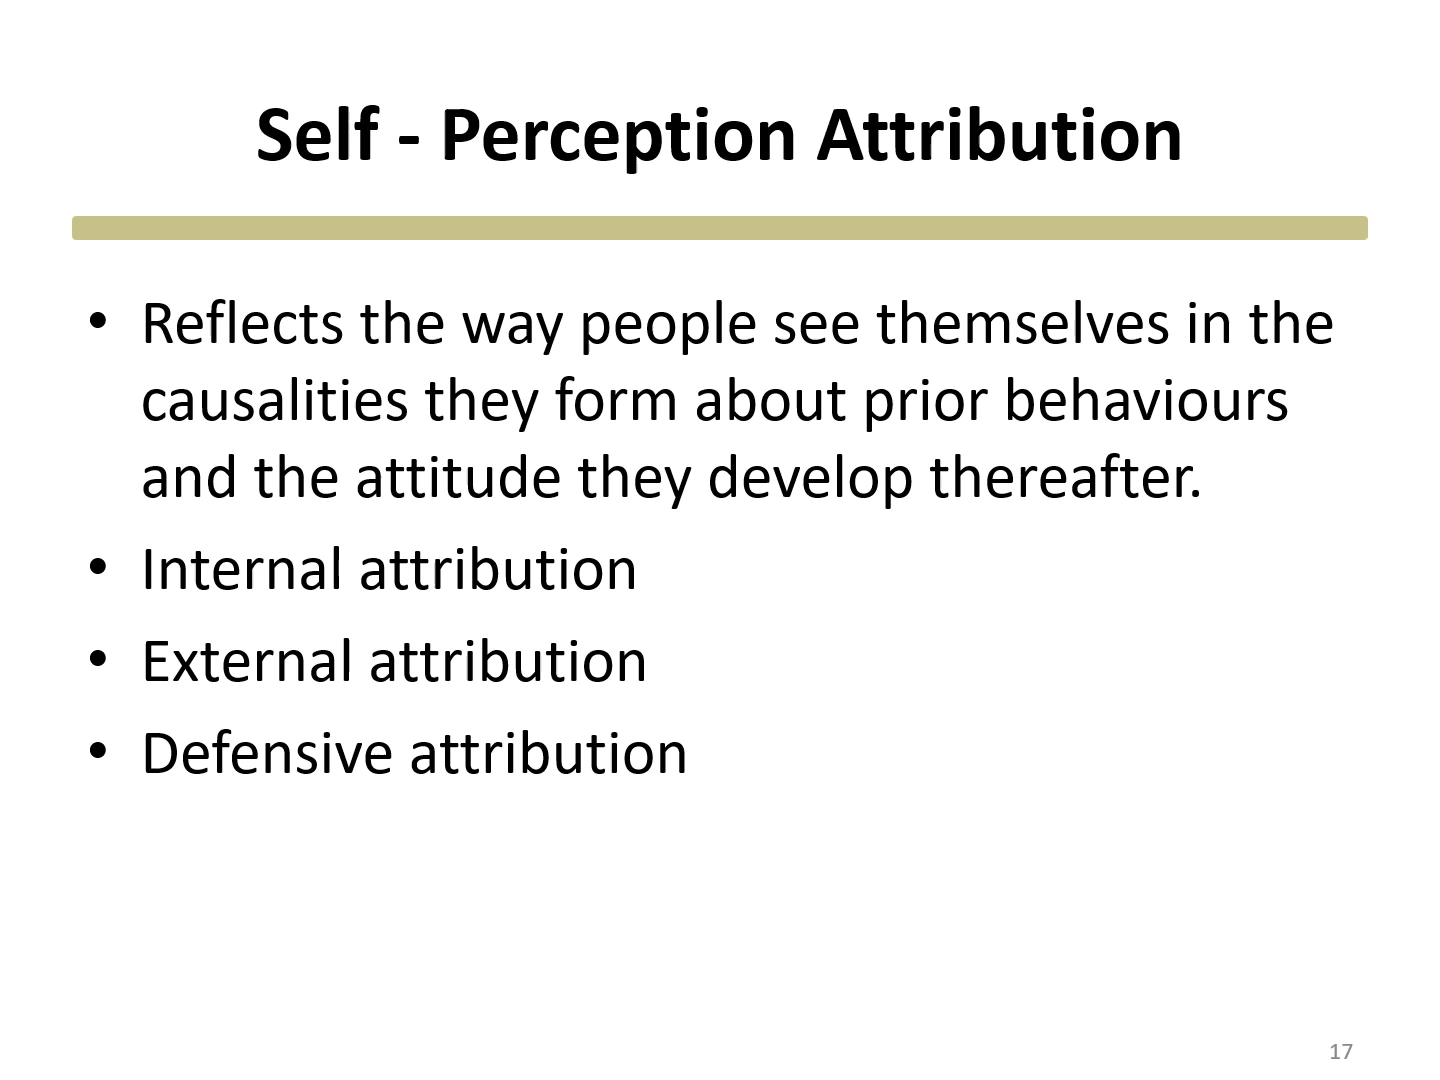 Self - Perception Attribution
• Reflects the way people see themselves in the
causalities they form about prior behaviours
and the attitude they develop thereafter.
• Internal attribution
• External attribution
• Defensive attribution
17